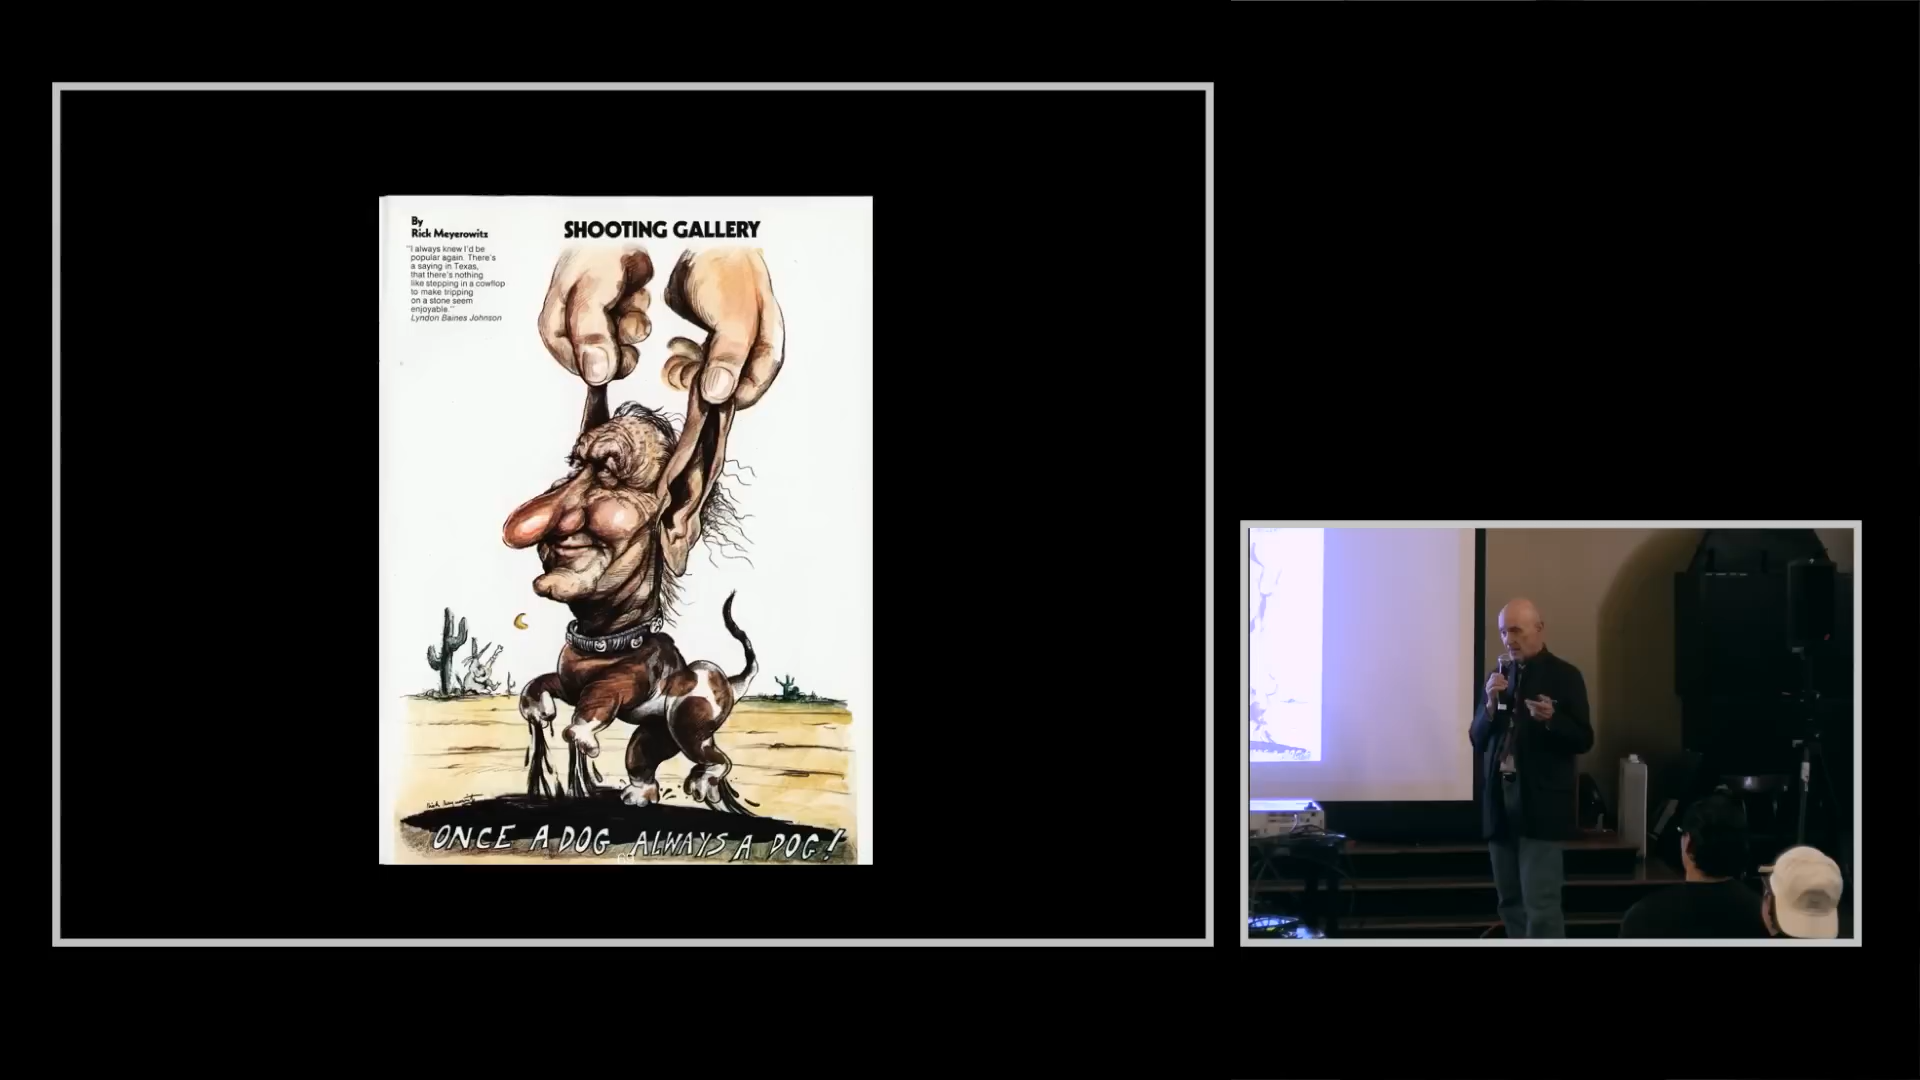 By
Rick Meyerowitz
"I always knew I'd be
popular again. There's
a saying in Texas,
that there's nothing
like stepping in a cowflop
to make tripping
on a stone seem
enjoyable."
Lyndon Baines Johnson
SHOOTING GALLERY
ONCE A DOG ALWAYS A DOG!